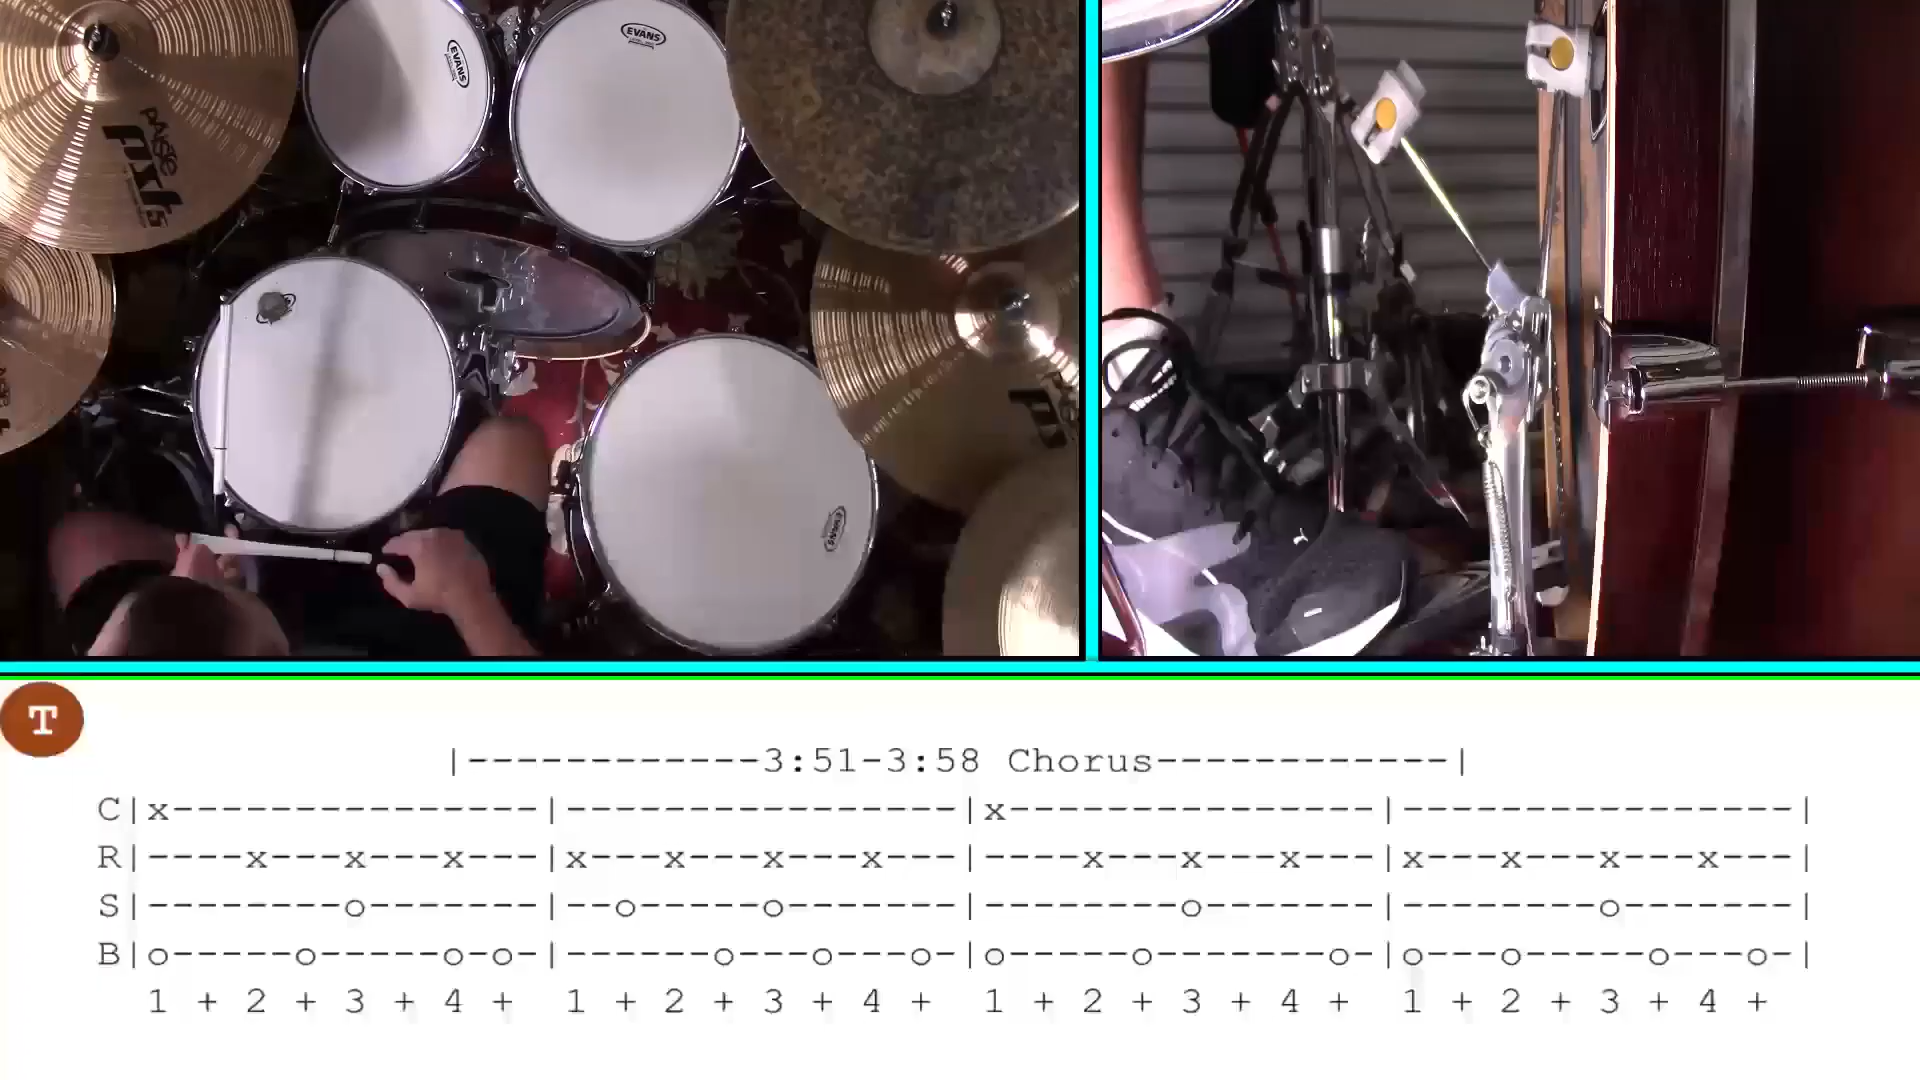 EVANS
EVANS
PAISTE
PST5
EVANS
T
|------------3:51-3:58 Chorus------------|
C|x---------------|----------------|x---------------|----------------|
R|----x---x---x---|x---x---x---x---|----x---x---x---|x---x---x---x---|
S|--------o-------|--o-----o-------|--------o-------|--------o-------|
B|o-----o-----o-o-|------o---o---o-|o-----o-------o-|o---o-----o---o-|
1 + 2 + 3 + 4 + 1 + 2 + 3 + 4 + 1 + 2 + 3 + 4 + 1 + 2 + 3 + 4 +